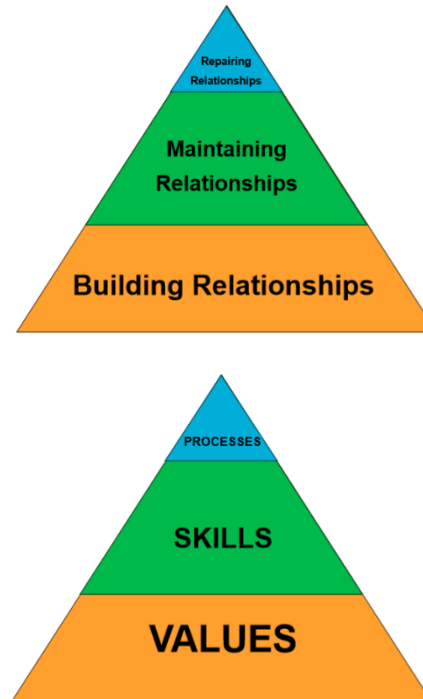 Repairing
Relationships
Maintaining
Relationships
Building Relationships
PROCESSES
SKILLS
VALUES